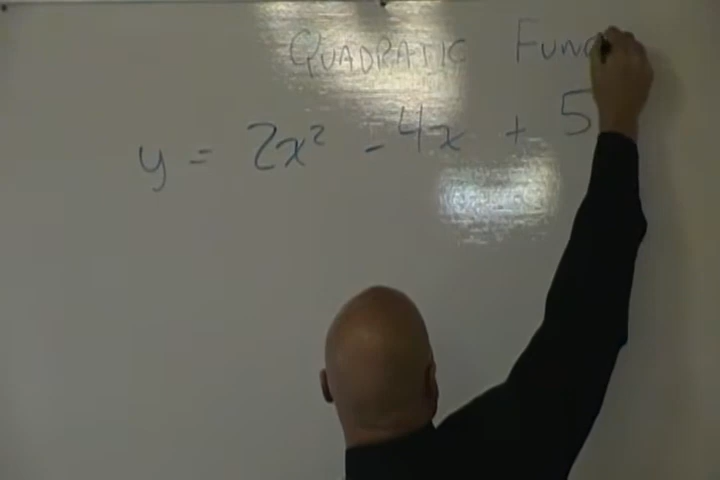 QUADRATIC FUNC
y = 2x² - 4x + 5